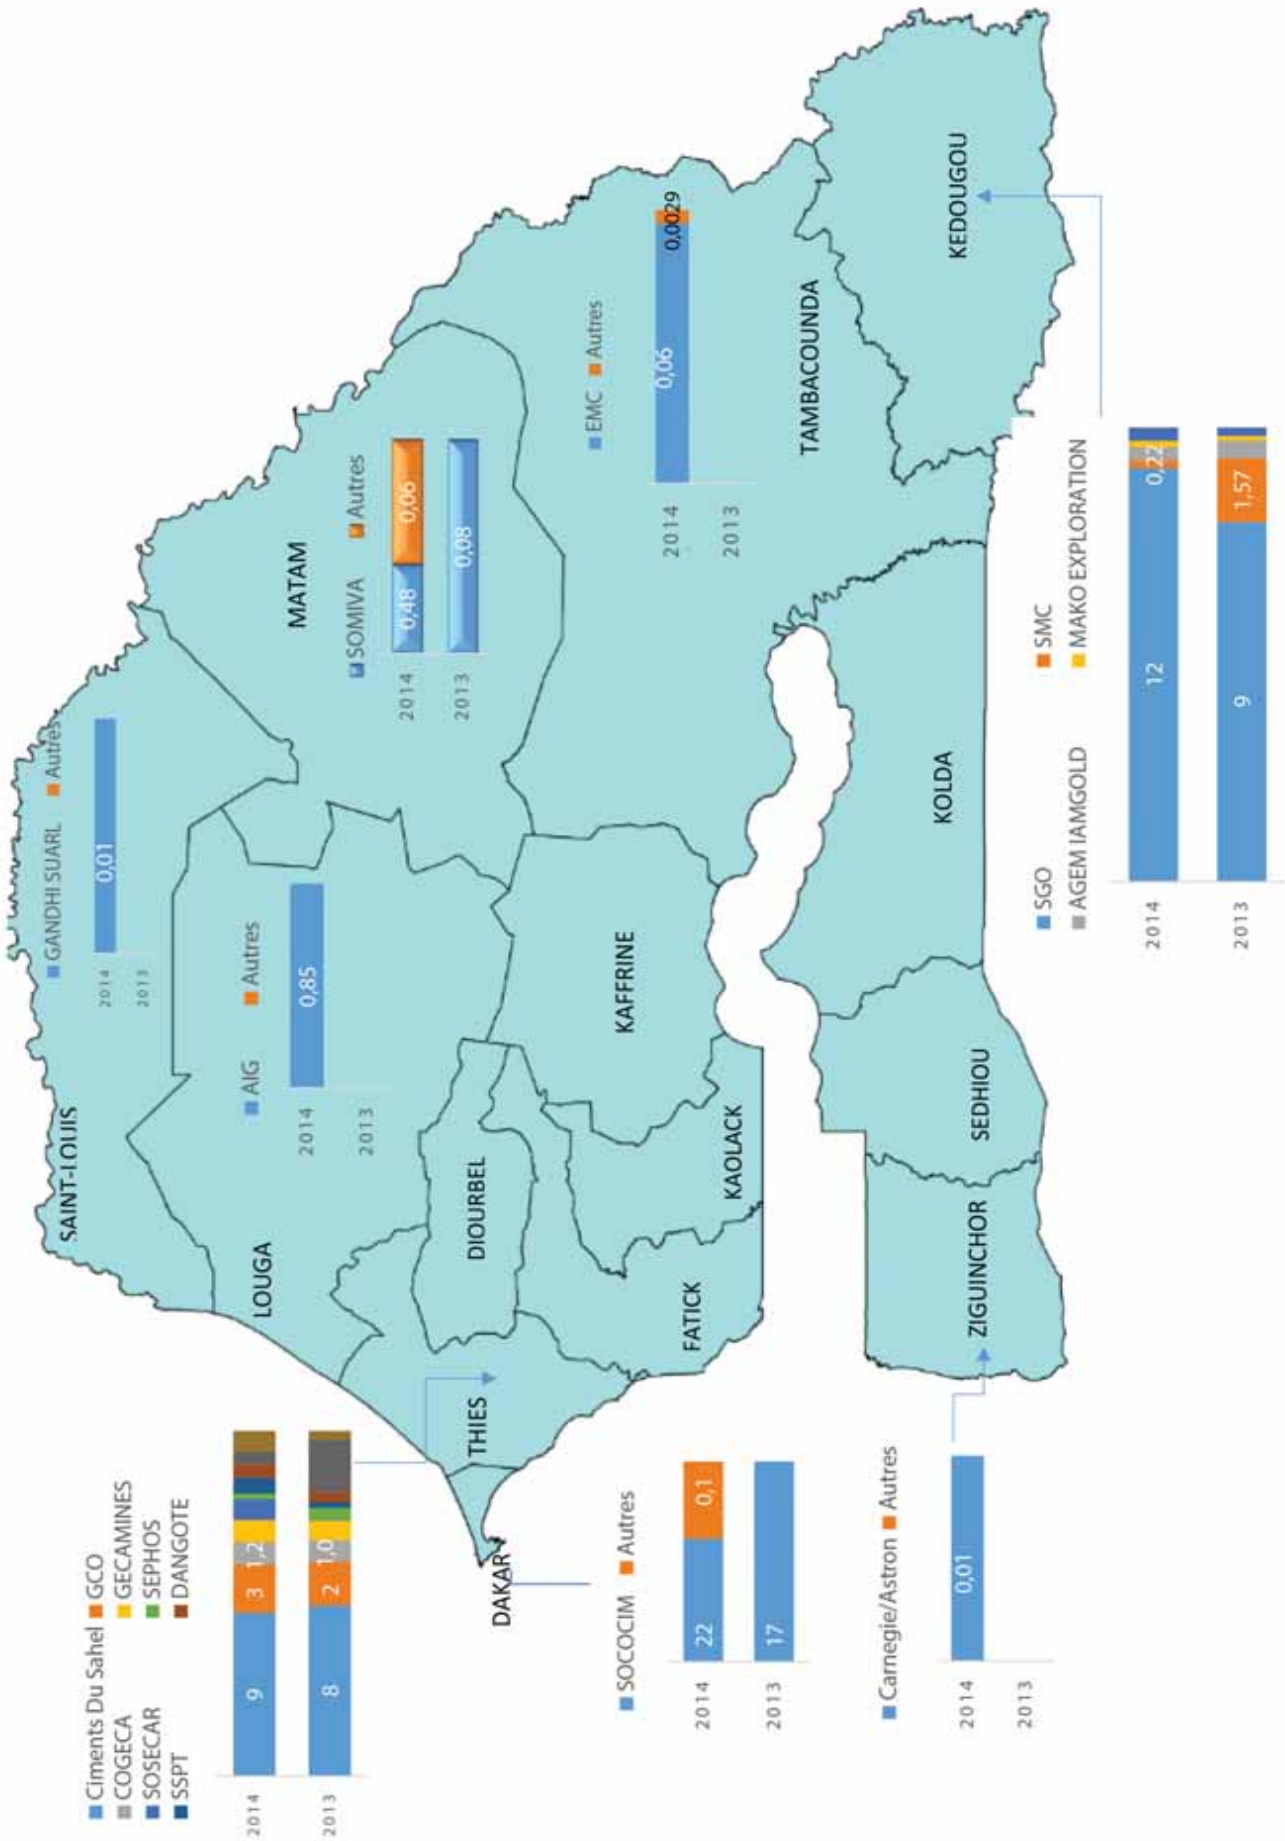 SAINT-LOUIS
GANDHI SUARL Autres
2014 0,01
2013
LOUGA
AIG Autres
2014 0,85
2013
MATAM
SOMIVA Autres
2014 0,48 0,06
2013 0,08
EMC Autres
2014 0,06 0,0029
2013
TAMBACOUNDA
KEDOUGOU
Ciments Du Sahel GCO
COGECA GECAMINES
SOSECAR SEPHOS
SSPT DANGOTE
2014 9 3 1,2
2013 8 2 1,0
THIES
DIOURBEL
DAKAR
FATICK
KAOLACK
KAFFRINE
SOCOCIM Autres
2014 22 0,1
2013 17
Carnegie/Astron Autres
2014 0,01
2013
ZIGUINCHOR
SEDHIOU
KOLDA
SGO SMC
AGEM IAMGOLD MAKO EXPLORATION
2014 12 0,22
2013 9 1,57